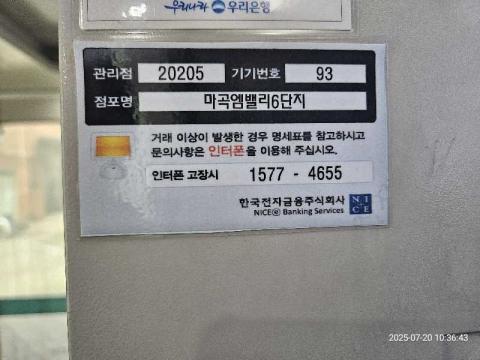 우리나라 우리은행
관리점 20205 기기번호 93
점포명 마곡엠밸리6단지
거래 이상이 발생한 경우 명세표를 참고하시고
문의사항은 인터폰을 이용해 주십시오.
인터폰 고장시 1577 - 4655
한국전자금융주식회사
NICE⓮ Banking Services
NICE
2025-07-20 10:36:43